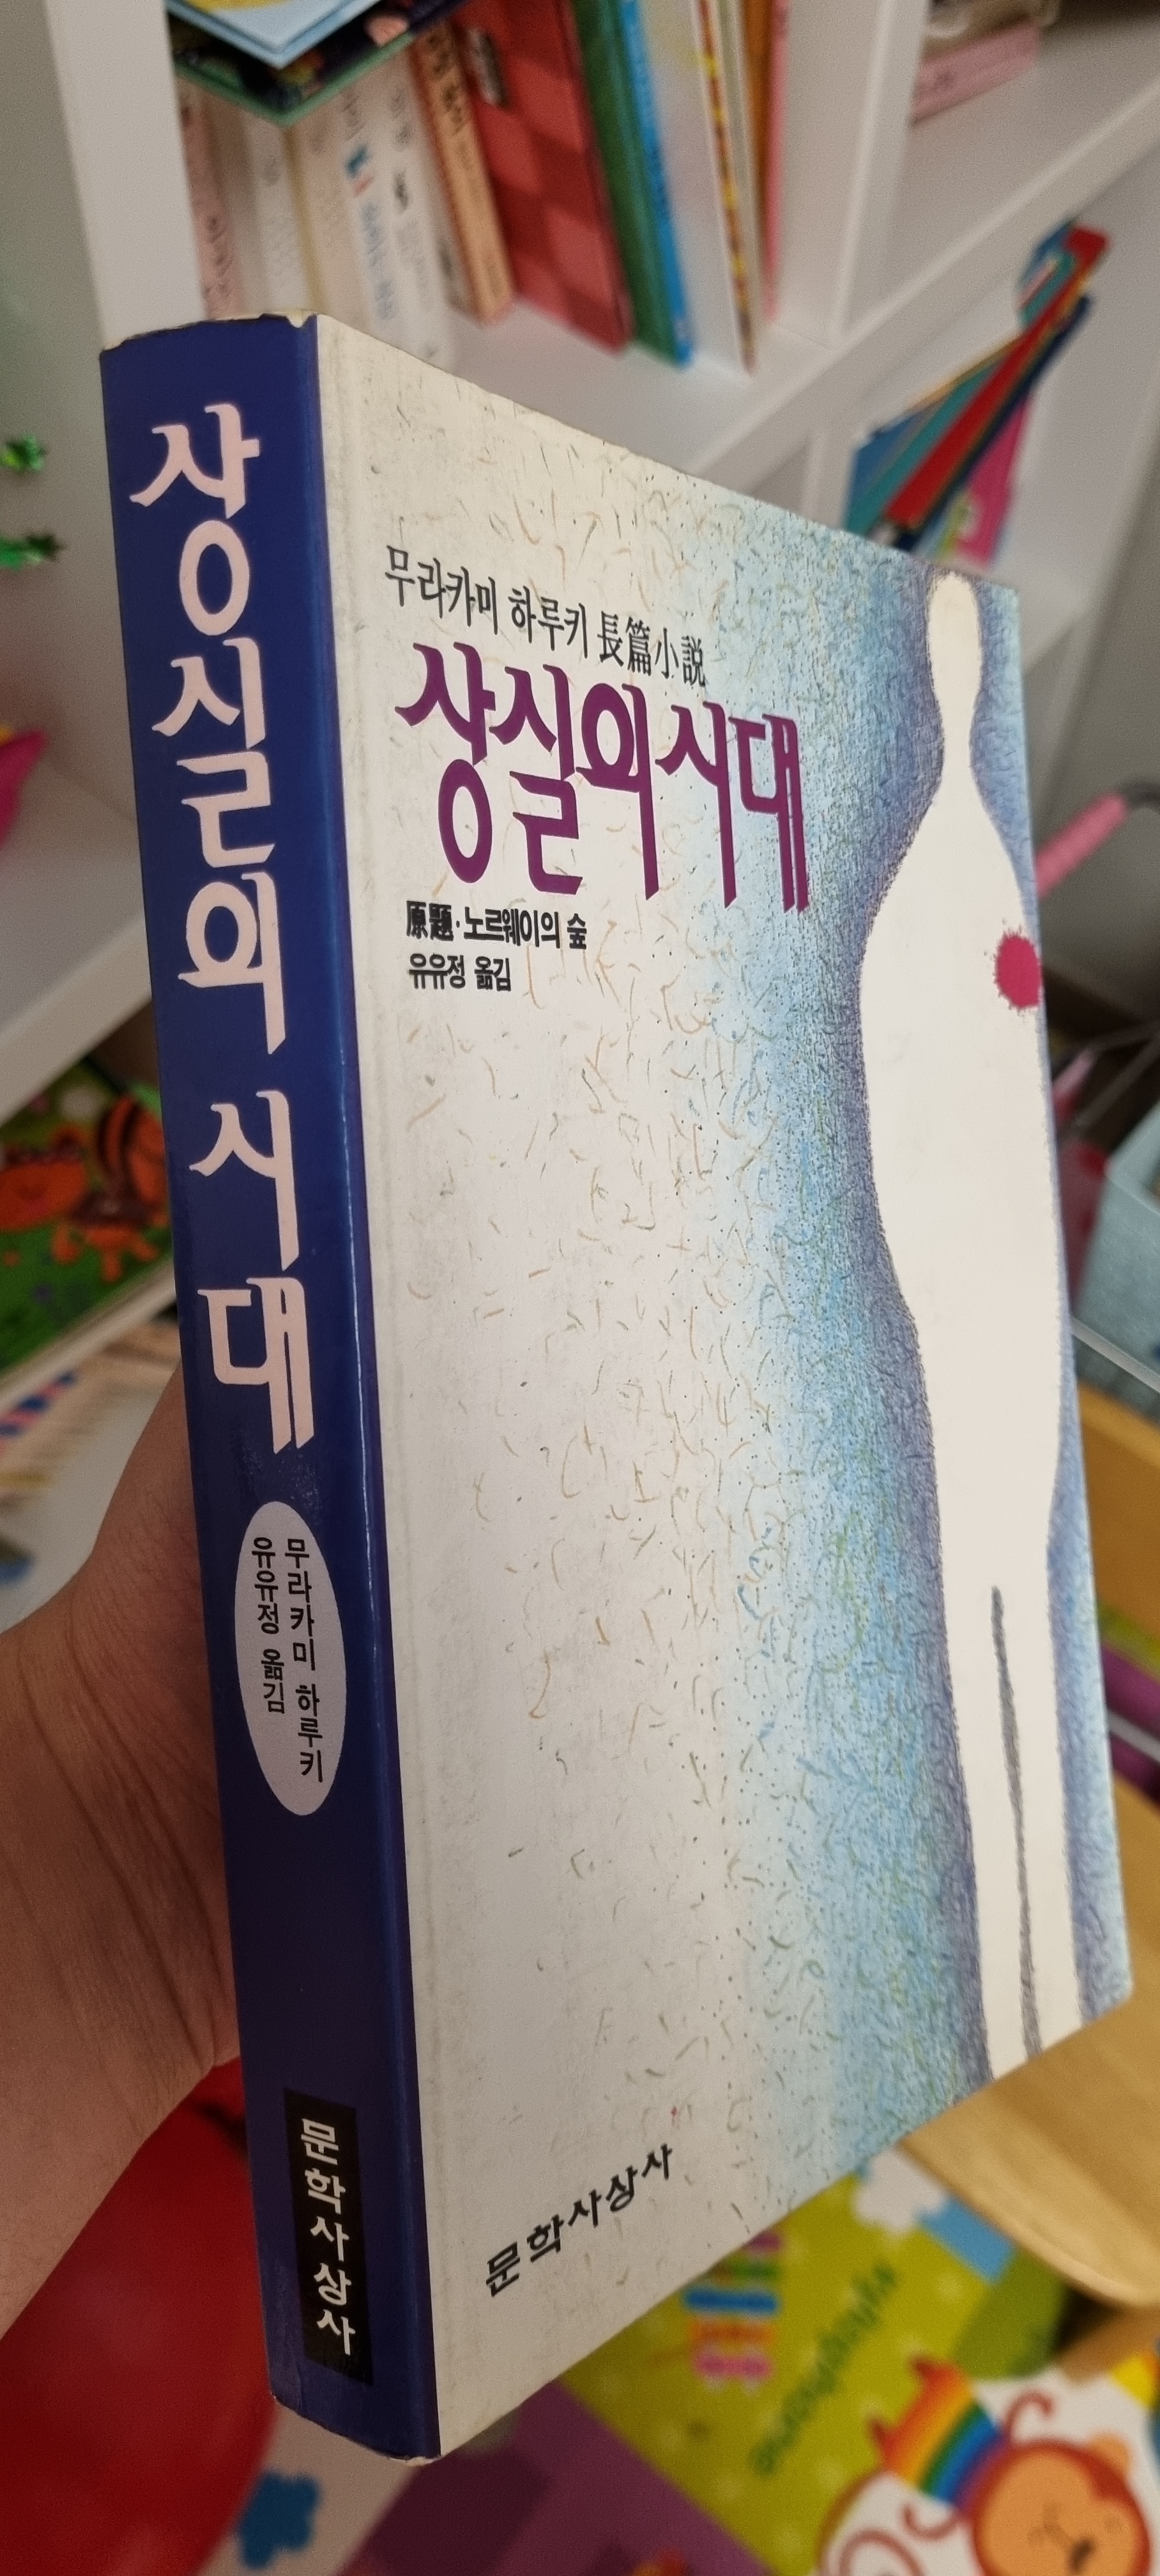 상실의 시대
무라카미 하루키
유유정 옮김
문학사상사
무라카미 하루키 長篇小説
상실의 시대
原題·노르웨이의 숲
유유정 옮김
문학사상사